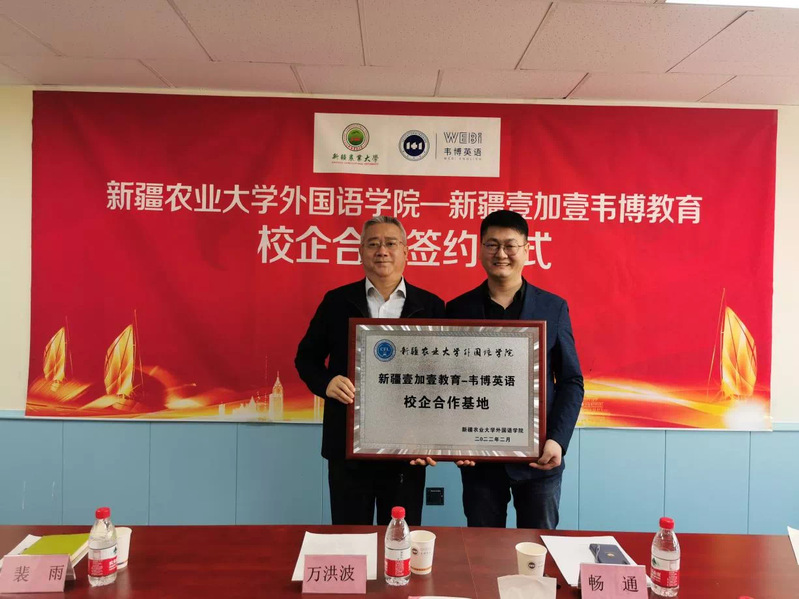 新疆农业大学
161
WEBi
韦博英语
新疆农业大学外国语学院—新疆壹加壹韦博教育
校企合 签约 式
新疆农业大学外国语学院
新疆壹加壹教育-韦博英语
校企合作基地
新疆农业大学外国语学院
二〇二二年二月
裴 雨
万洪波
畅 通